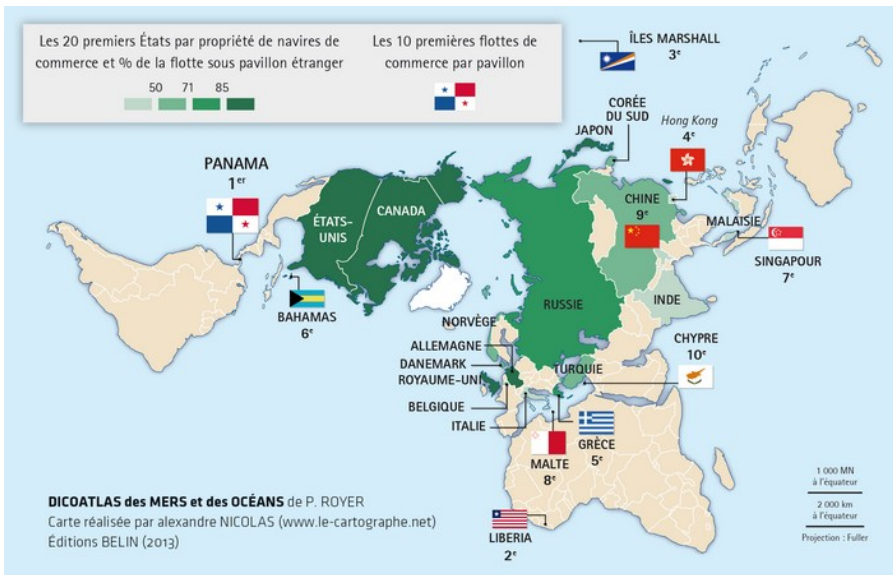 Les 20 premiers États par propriété de navires de
commerce et % de la flotte sous pavillon étranger
50 71 85
Les 10 premières flottes de
commerce par pavillon
ÎLES MARSHALL
3e
CORÉE
DU SUD
JAPON
Hong Kong
4e
PANAMA
1er
ÉTATS-
UNIS
CANADA
CHINE
9e
MALAISIE
SINGAPOUR
7e
BAHAMAS
6e
RUSSIE
INDE
NORVÈGE
ALLEMAGNE
DANEMARK
ROYAUME-UNI
BELGIQUE
ITALIE
TURQUIE
CHYPRE
10e
GRÈCE
5e
MALTE
8e
LIBERIA
2e
DICOATLAS des MERS et des OCÉANS de P. ROYER
Carte réalisée par alexandre NICOLAS (www.le-cartographe.net)
Éditions BELIN (2013)
1 000 MN
à l'équateur
2 000 km
à l'équateur
Projection : Fuller